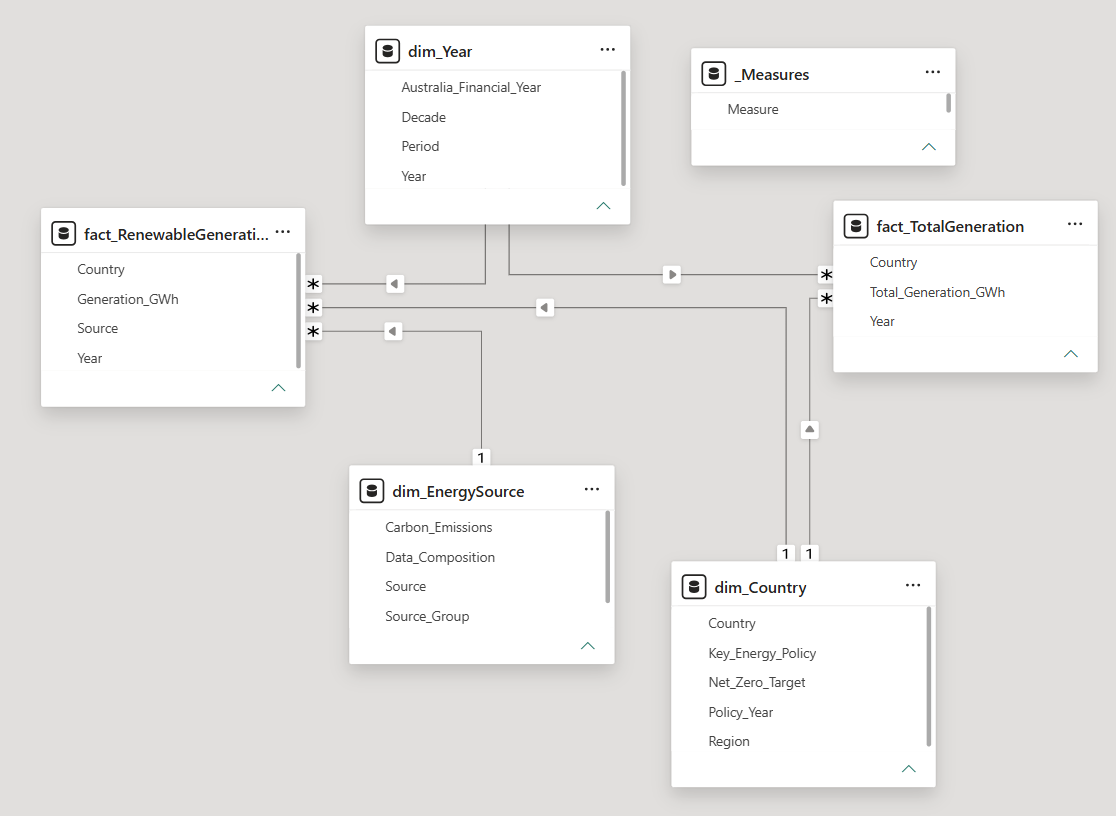 dim_Year
Australia_Financial_Year
Decade
Period
Year
_Measures
Measure
fact_RenewableGenerati...
Country
Generation_GWh
Source
Year
fact_TotalGeneration
Country
Total_Generation_GWh
Year
*
*
*
*
*
1
dim_EnergySource
Carbon_Emissions
Data_Composition
Source
Source_Group
1 1
dim_Country
Country
Key_Energy_Policy
Net_Zero_Target
Policy_Year
Region